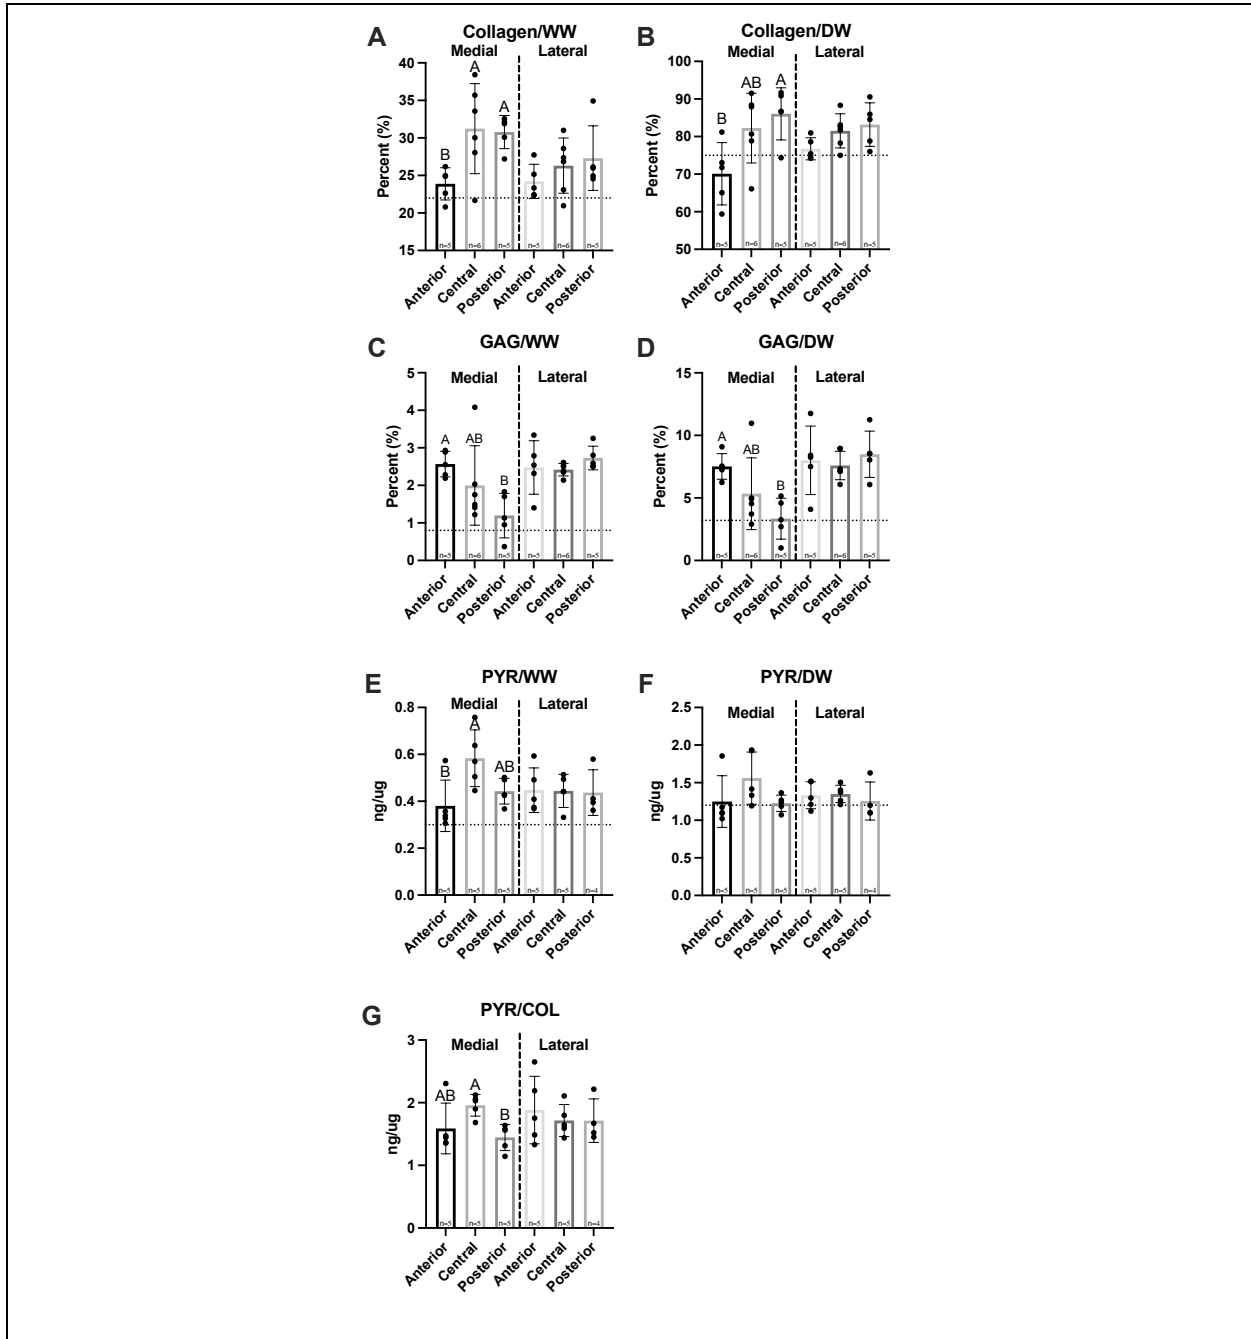 A
Collagen/WW
Medial
Lateral
Percent (%)
40
35
30
25
20
15
B
A
A
n=5
n=6
n=5
n=5
n=6
n=5
Anterior
Central
Posterior
Anterior
Central
Posterior
B
Collagen/DW
Medial
Lateral
Percent (%)
100
90
80
70
60
50
B
AB
A
n=5
n=6
n=5
n=5
n=6
n=5
Anterior
Central
Posterior
Anterior
Central
Posterior
C
GAG/WW
Medial
Lateral
Percent (%)
5
4
3
2
1
0
A
AB
B
n=5
n=6
n=5
n=5
n=6
n=5
Anterior
Central
Posterior
Anterior
Central
Posterior
D
GAG/DW
Medial
Lateral
Percent (%)
15
10
5
0
A
AB
B
n=5
n=6
n=5
n=5
n=6
n=5
Anterior
Central
Posterior
Anterior
Central
Posterior
E
PYR/WW
Medial
Lateral
ng/ug
0.8
0.6
0.4
0.2
0.0
B
A
AB
n=5
n=5
n=5
n=5
n=5
n=4
Anterior
Central
Posterior
Anterior
Central
Posterior
F
PYR/DW
Medial
Lateral
ng/ug
2.5
2.0
1.5
1.0
0.5
0.0
n=5
n=5
n=5
n=5
n=5
n=4
Anterior
Central
Posterior
Anterior
Central
Posterior
G
PYR/COL
Medial
Lateral
ng/ug
3
2
1
0
AB
A
B
n=5
n=5
n=5
n=5
n=5
n=4
Anterior
Central
Posterior
Anterior
Central
Posterior